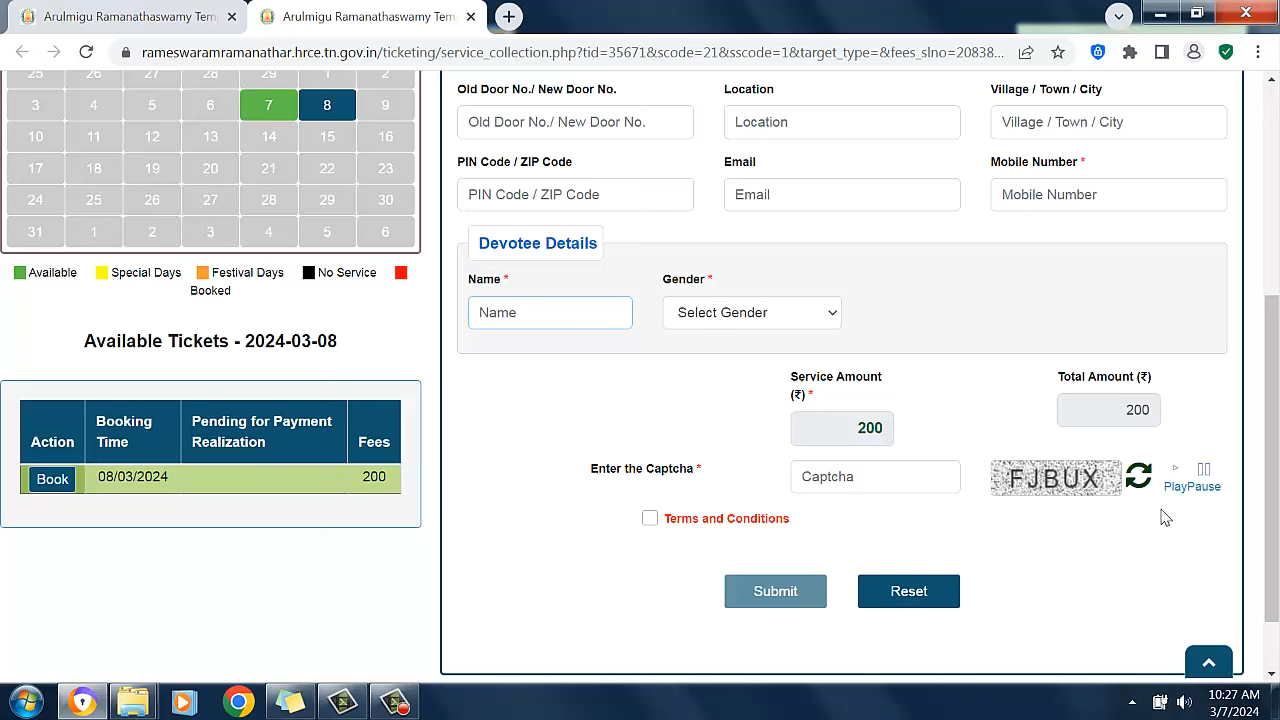 Arulmigu Ramanathaswamy Tem
Arulmigu Ramanathaswamy Tem
rameswaramramanathar.hrce.tn.gov.in/ticketing/service_collection.php?tid=35671&scode=21&sscode=1&target_type=&fees_slno=20838...
25 26 27 28 29 1 2
3 4 5 6 7 8 9
10 11 12 13 14 15 16
17 18 19 20 21 22 23
24 25 26 27 28 29 30
31 1 2 3 4 5 6
Available Special Days Festival Days No Service
Booked
Available Tickets - 2024-03-08
Action Booking Time Pending for Payment Realization Fees
Book 08/03/2024 200
Old Door No./ New Door No. Location Village / Town / City
Old Door No./ New Door No. Location Village / Town / City
PIN Code / ZIP Code Email Mobile Number *
PIN Code / ZIP Code Email Mobile Number
Devotee Details
Name * Gender *
Name Select Gender
Service Amount (₹) * Total Amount (₹)
200 200
Enter the Captcha * Captcha FJBUX PlayPause
Terms and Conditions
Submit Reset
10:27 AM
3/7/2024